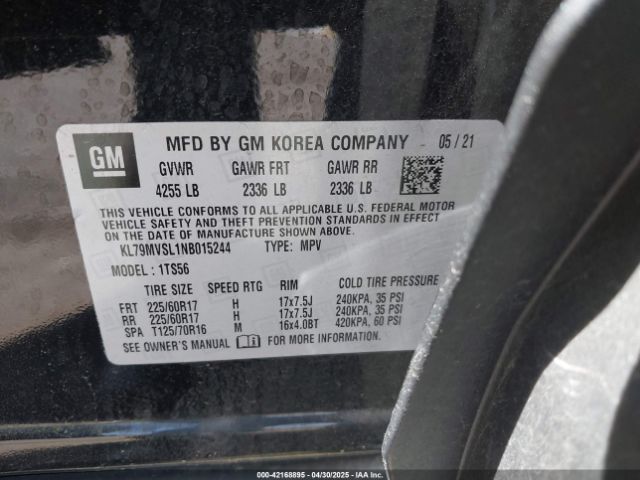 GM
MFD BY GM KOREA COMPANY 05 / 21
GVWR GAWR FRT GAWR RR
4255 LB 2336 LB 2336 LB
THIS VEHICLE CONFORMS TO ALL APPLICABLE U.S. FEDERAL MOTOR
VEHICLE SAFETY AND THEFT PREVENTION STANDARDS IN EFFECT
ON THE DATE OF MANUFACTURE SHOWN ABOVE.
KL79MVSL1NB015244 TYPE: MPV
MODEL : 1TS56
TIRE SIZE SPEED RTG RIM COLD TIRE PRESSURE
FRT 225/60R17 H 17x7.5J 240KPA, 35 PSI
RR 225/60R17 H 17x7.5J 240KPA, 35 PSI
SPA T125/70R16 M 16x4.0BT 420KPA, 60 PSI
SEE OWNER'S MANUAL FOR MORE INFORMATION.
000-42168895 - 04/30/2025 - IAAI.COM